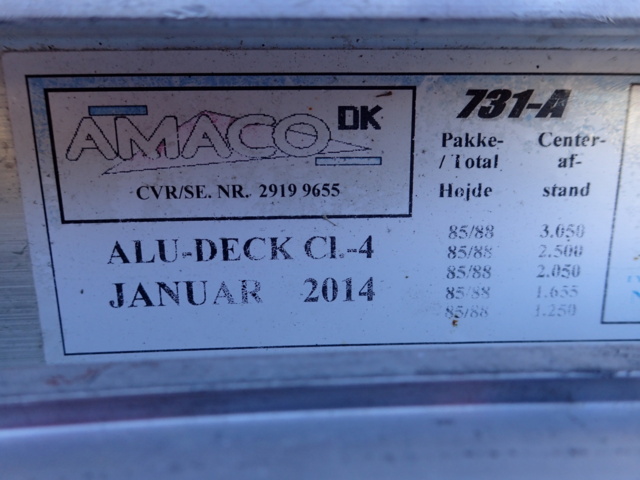 AMACO DK
CVR/SE. NR. 2919 9655
ALU-DECK CL-4
JANUAR 2014
731-A
Pakke- Center-
/Total af-
Højde stand
85/88 3.050
85/88 2.500
85/88 2.050
85/88 1.655
85/88 1.250